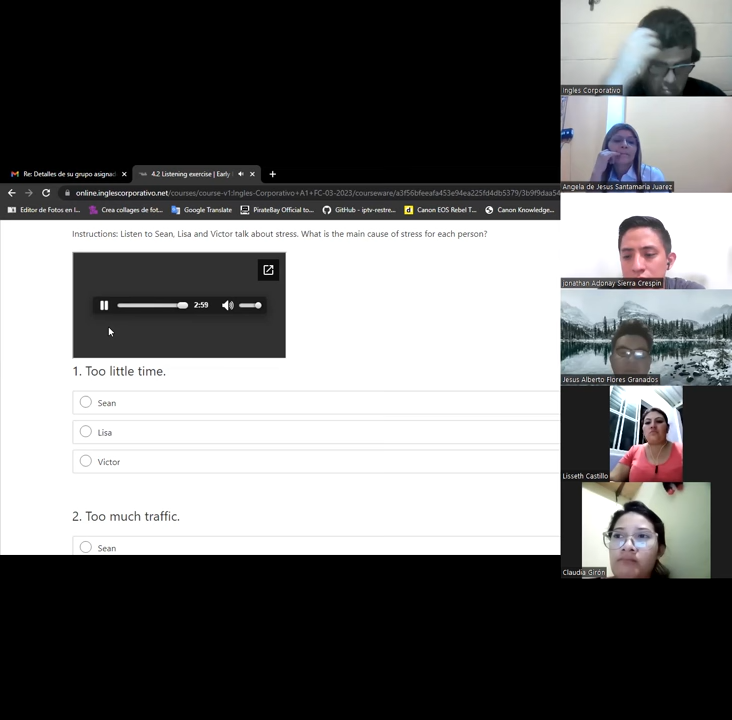 Re: Detalles de su grupo asignad
4.2 Listening exercise | Early
online.inglescorporativo.net/courses/course-v1:Ingles-Corporativo+A1+FC-03-2023/courseware/a3f56bfeefa453e94ea225fd4db5379/3b9f9daa54
Editor de Fotos en l...
Crea collages de fot...
Google Translate
PirateBay Official to...
GitHub - iptv-restre...
Canon EOS Rebel T...
Canon Knowledge...
Instructions: Listen to Sean, Lisa and Victor talk about stress. What is the main cause of stress for each person?
2:59
1. Too little time.
Sean
Lisa
Victor
2. Too much traffic.
Sean
Ingles Corporativo
Angela de Jesus Santamaria Juarez
jonathan Adonay Sierra Crespin
Jesus Alberto Flores Granados
Lisseth Castillo
Claudia Girón